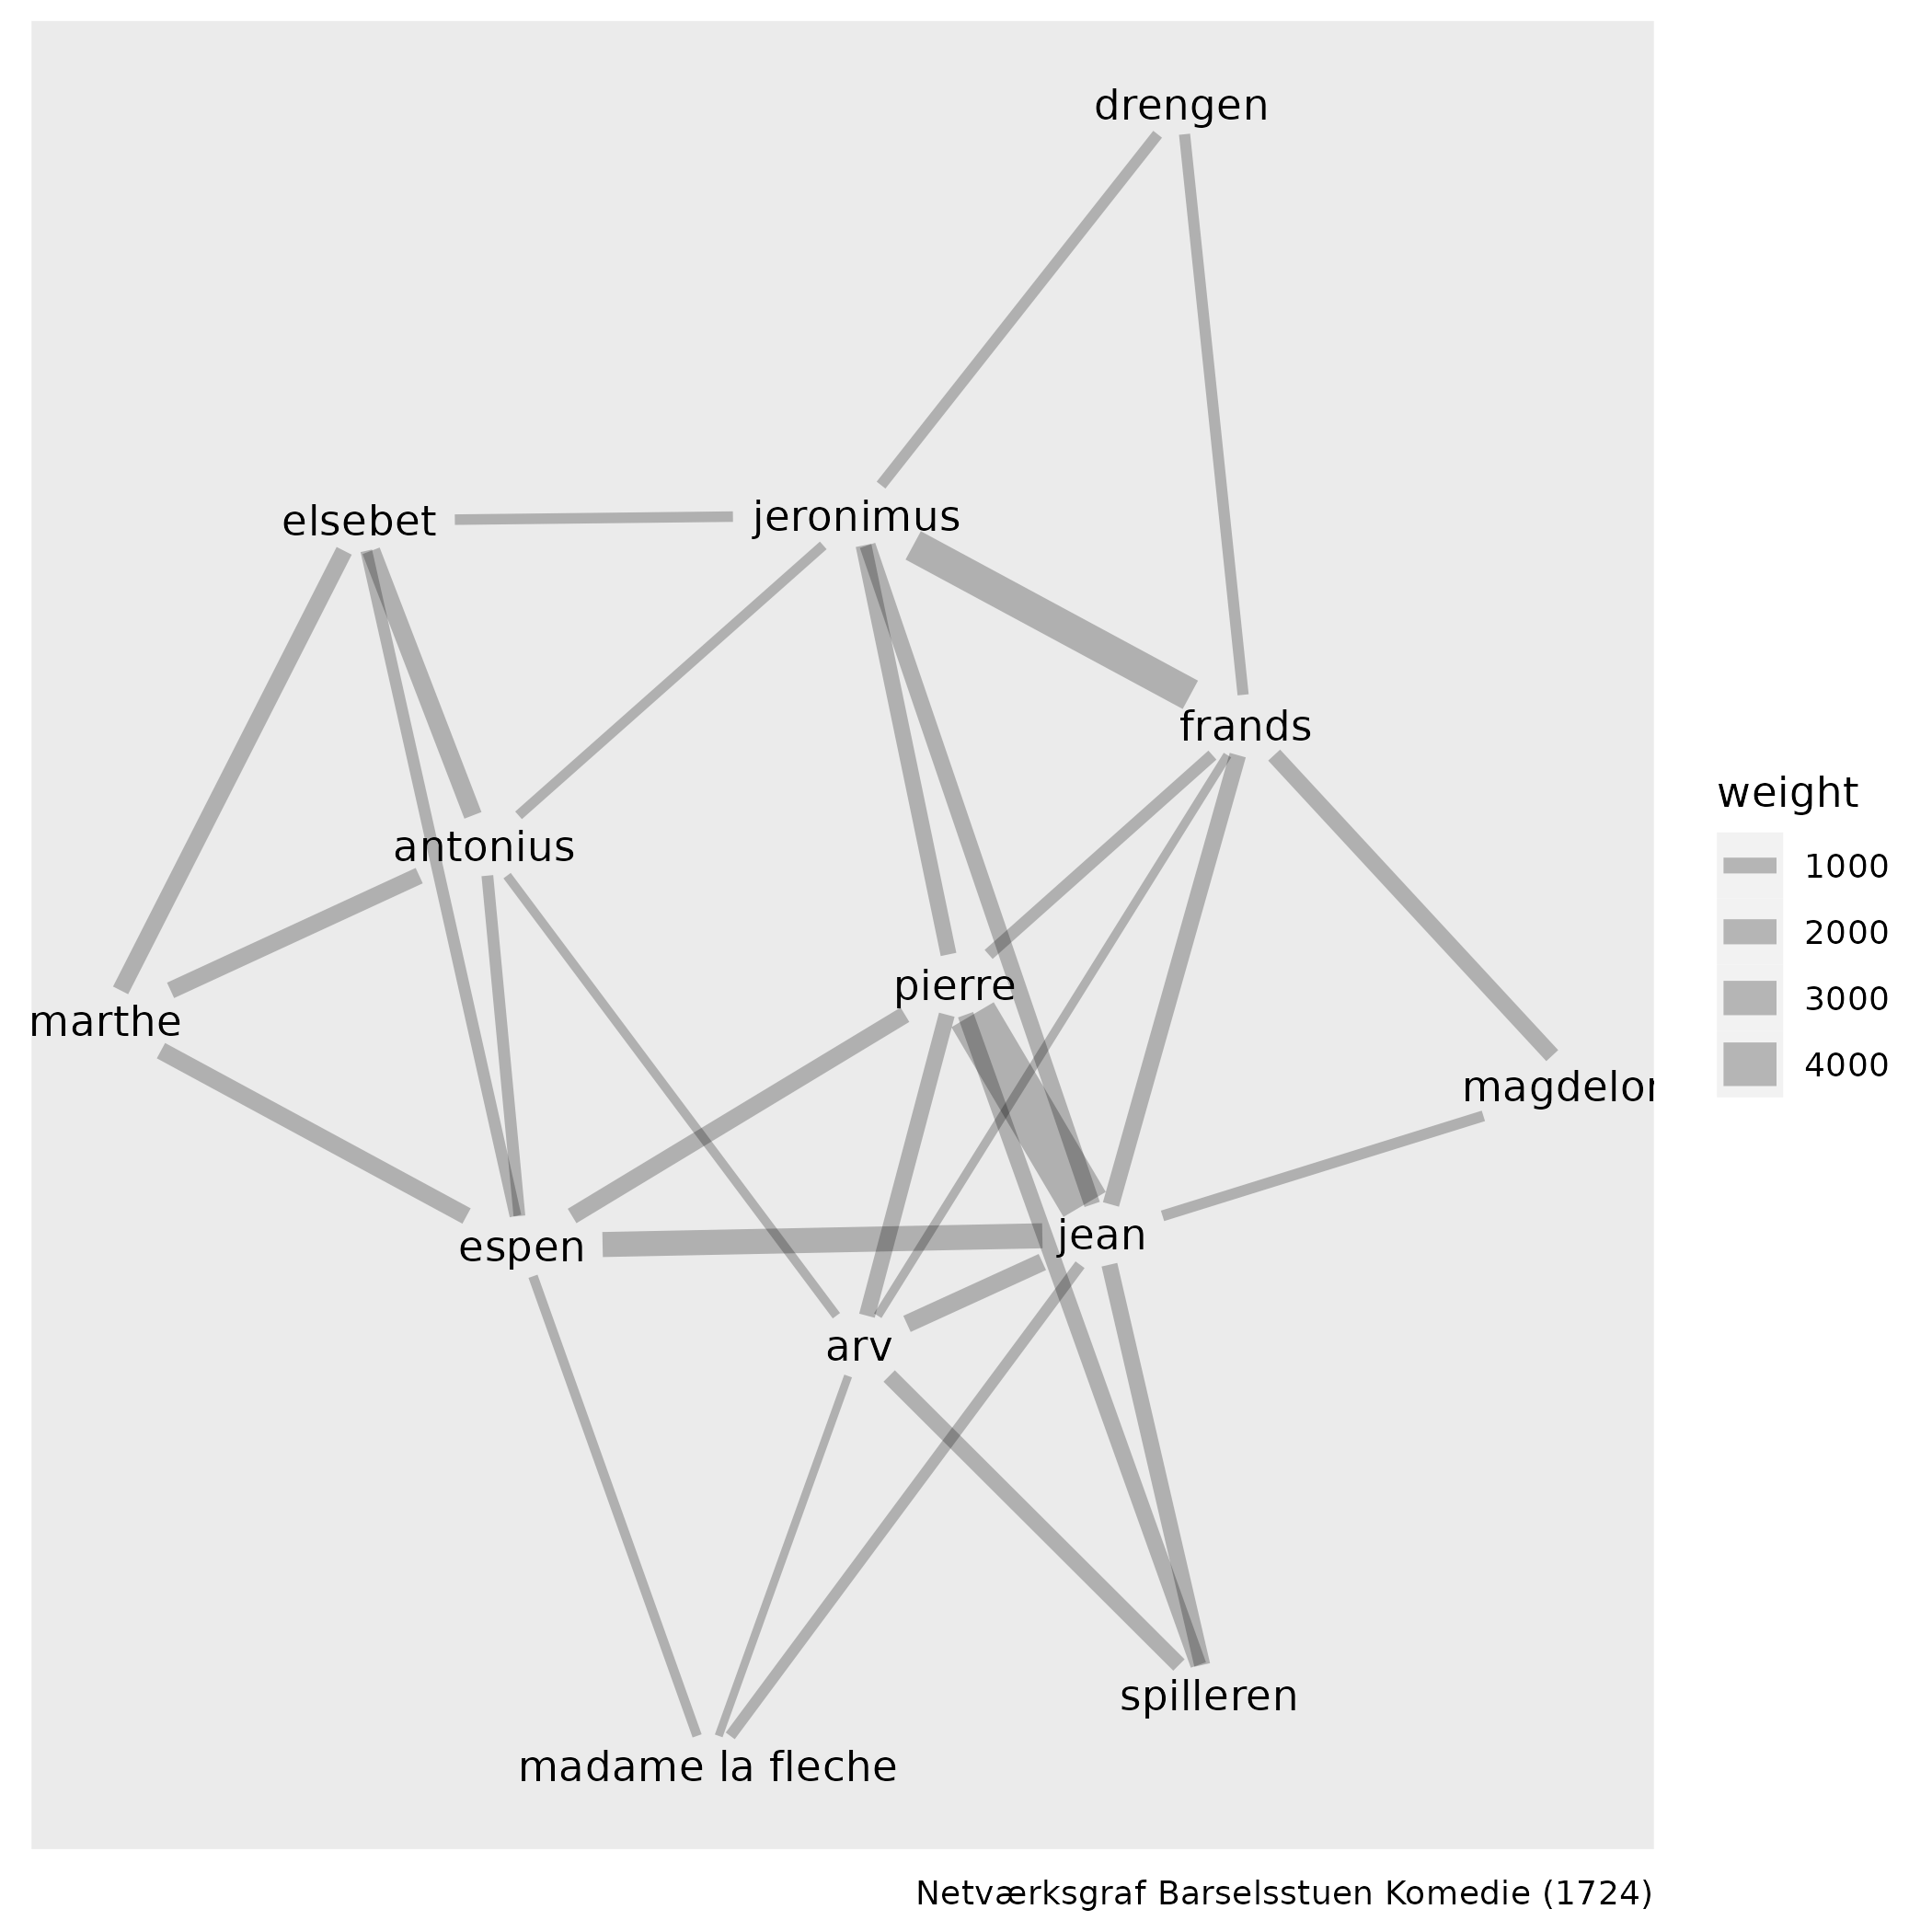 drengen
elsebet
jeronimus
frands
antonius
pierre
marthe
magdelon
espen
jean
arv
spilleren
madame la fleche
weight
1000
2000
3000
4000
Netværksgraf Barselsstuen Komedie (1724)